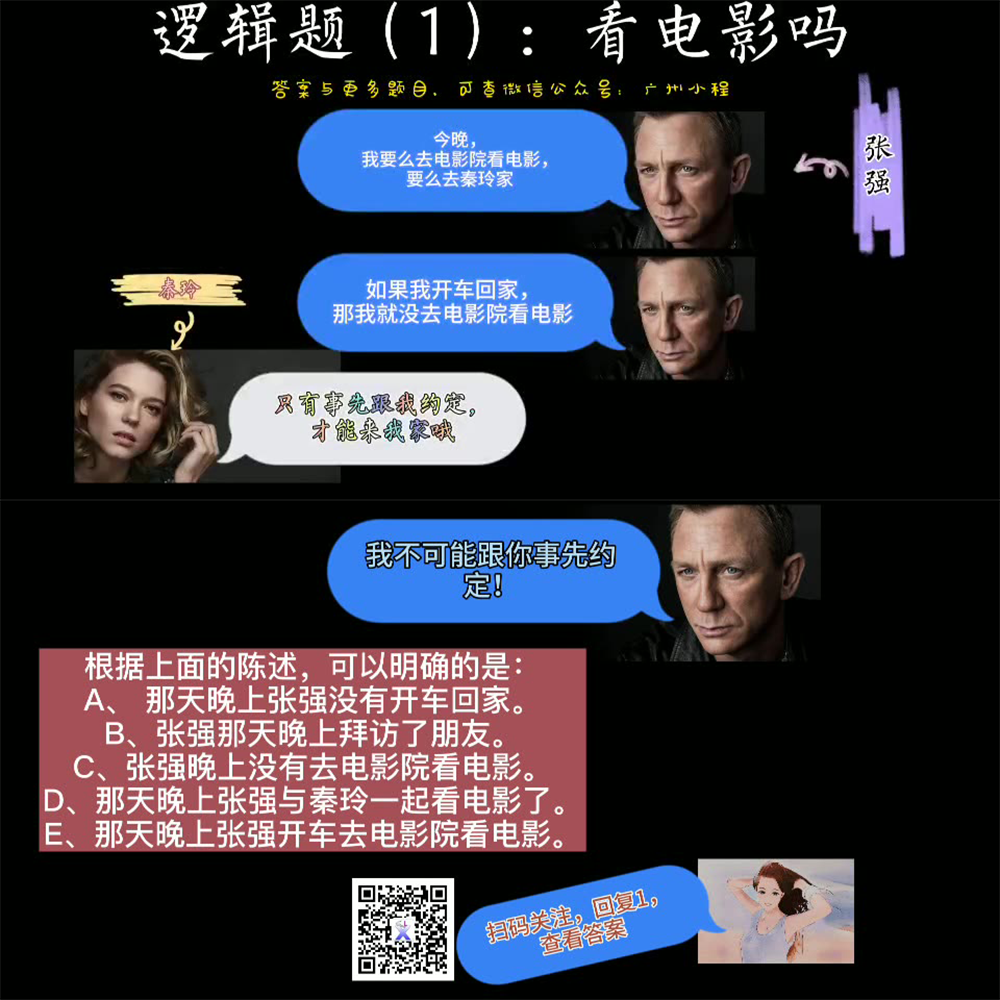 逻辑题（1）：看电影吗
答案与更多题目，可查微信公众号：广州小程
今晚，
我要么去电影院看电影，
要么去秦玲家
张强
如果我开车回家，
那我就没去电影院看电影
秦玲
只有事先跟我约定，
才能来我家哦
我不可能跟你事先约
定！
根据上面的陈述，可以明确的是：
A、 那天晚上张强没有开车回家。
B、张强那天晚上拜访了朋友。
C、张强晚上没有去电影院看电影。
D、那天晚上张强与秦玲一起看电影了。
E、那天晚上张强开车去电影院看电影。
扫码关注，回复1，
查看答案